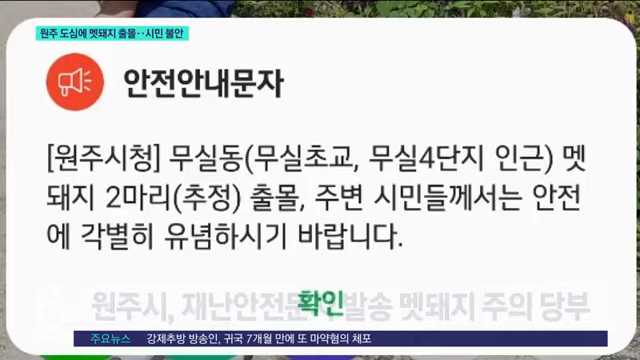 원주 도심에 멧돼지 출몰··시민 불안
안전안내문자
[원주시청] 무실동(무실초교, 무실4단지 인근) 멧
돼지 2마리(추정) 출몰, 주변 시민들께서는 안전
에 각별히 유념하시기 바랍니다.
확인
원주시, 재난안전문자 발송 멧돼지 주의 당부
주요뉴스 강제추방 방송인, 귀국 7개월 만에 또 마약혐의 체포